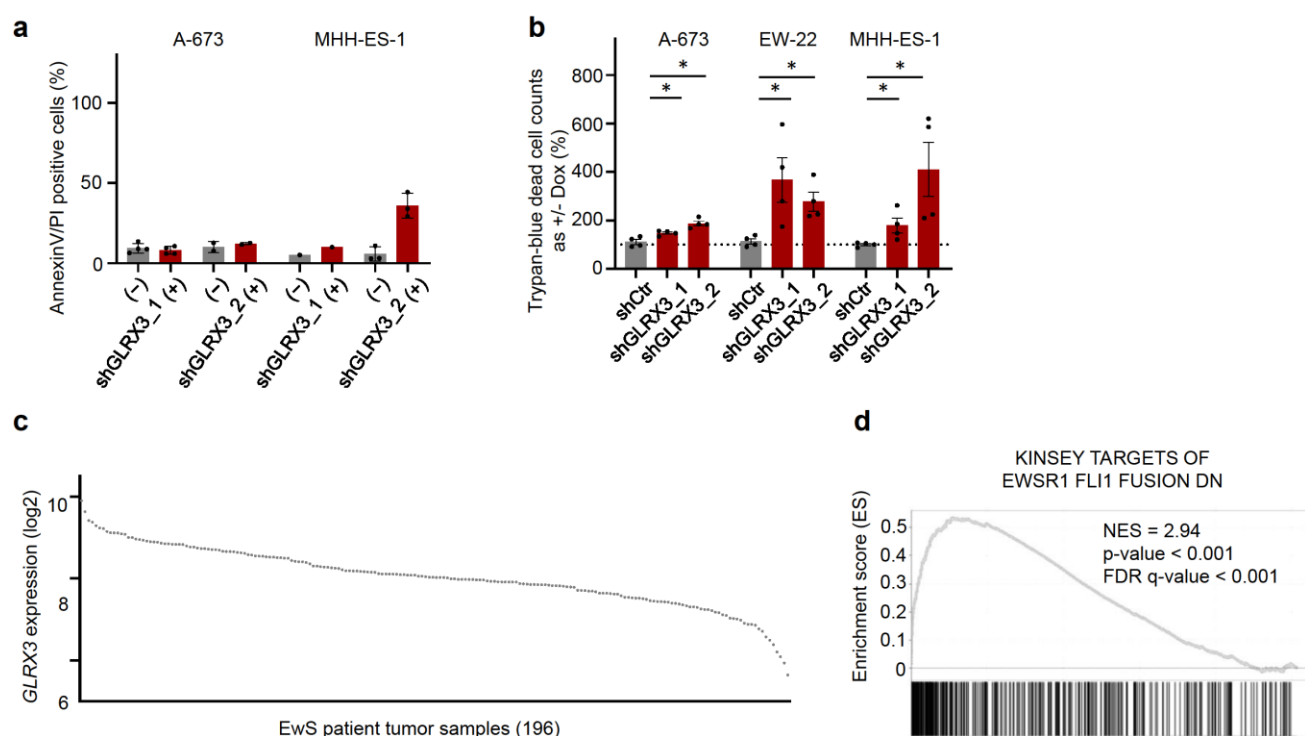 a
A-673 MHH-ES-1
AnnexinV/PI positive cells (%)
100
50
0
(−) (+) (−) (+) (−) (+) (−) (+)
shGLRX3_1 shGLRX3_2 shGLRX3_1 shGLRX3_2
b
A-673 EW-22 MHH-ES-1
* * * * * *
Trypan-blue dead cell counts
as +/- Dox (%)
800
600
400
200
0
shCtr shGLRX3_1 shGLRX3_2 shCtr shGLRX3_1 shGLRX3_2 shCtr shGLRX3_1 shGLRX3_2
c
GLRX3 expression (log2)
10
8
6
EwS patient tumor samples (196)
d
KINSEY TARGETS OF
EWSR1 FLI1 FUSION DN
Enrichment score (ES)
0.5
0.4
0.3
0.2
0.1
0
NES = 2.94
p-value < 0.001
FDR q-value < 0.001